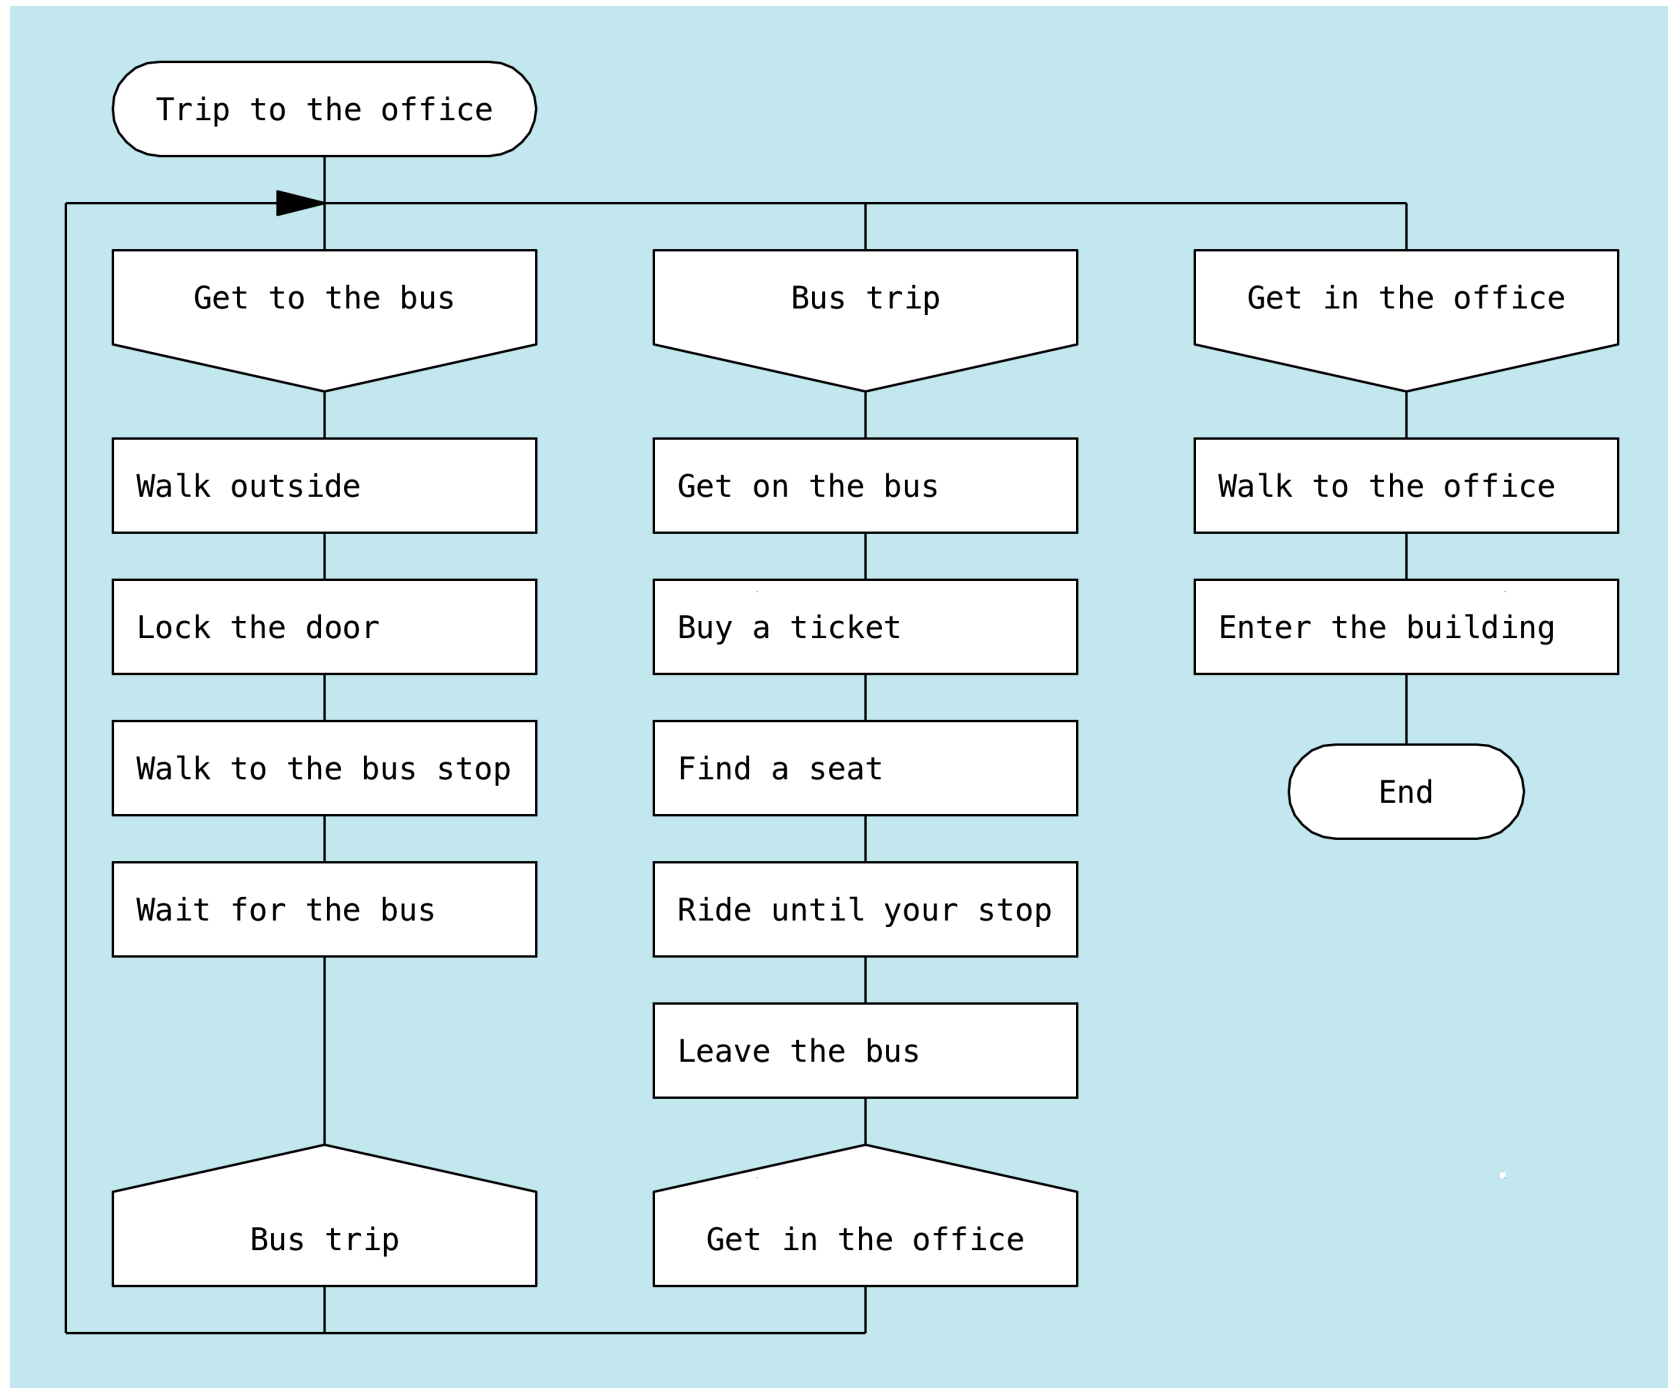 Trip to the office
Get to the bus
Walk outside
Lock the door
Walk to the bus stop
Wait for the bus
Bus trip
Bus trip
Get on the bus
Buy a ticket
Find a seat
Ride until your stop
Leave the bus
Get in the office
Get in the office
Walk to the office
Enter the building
End